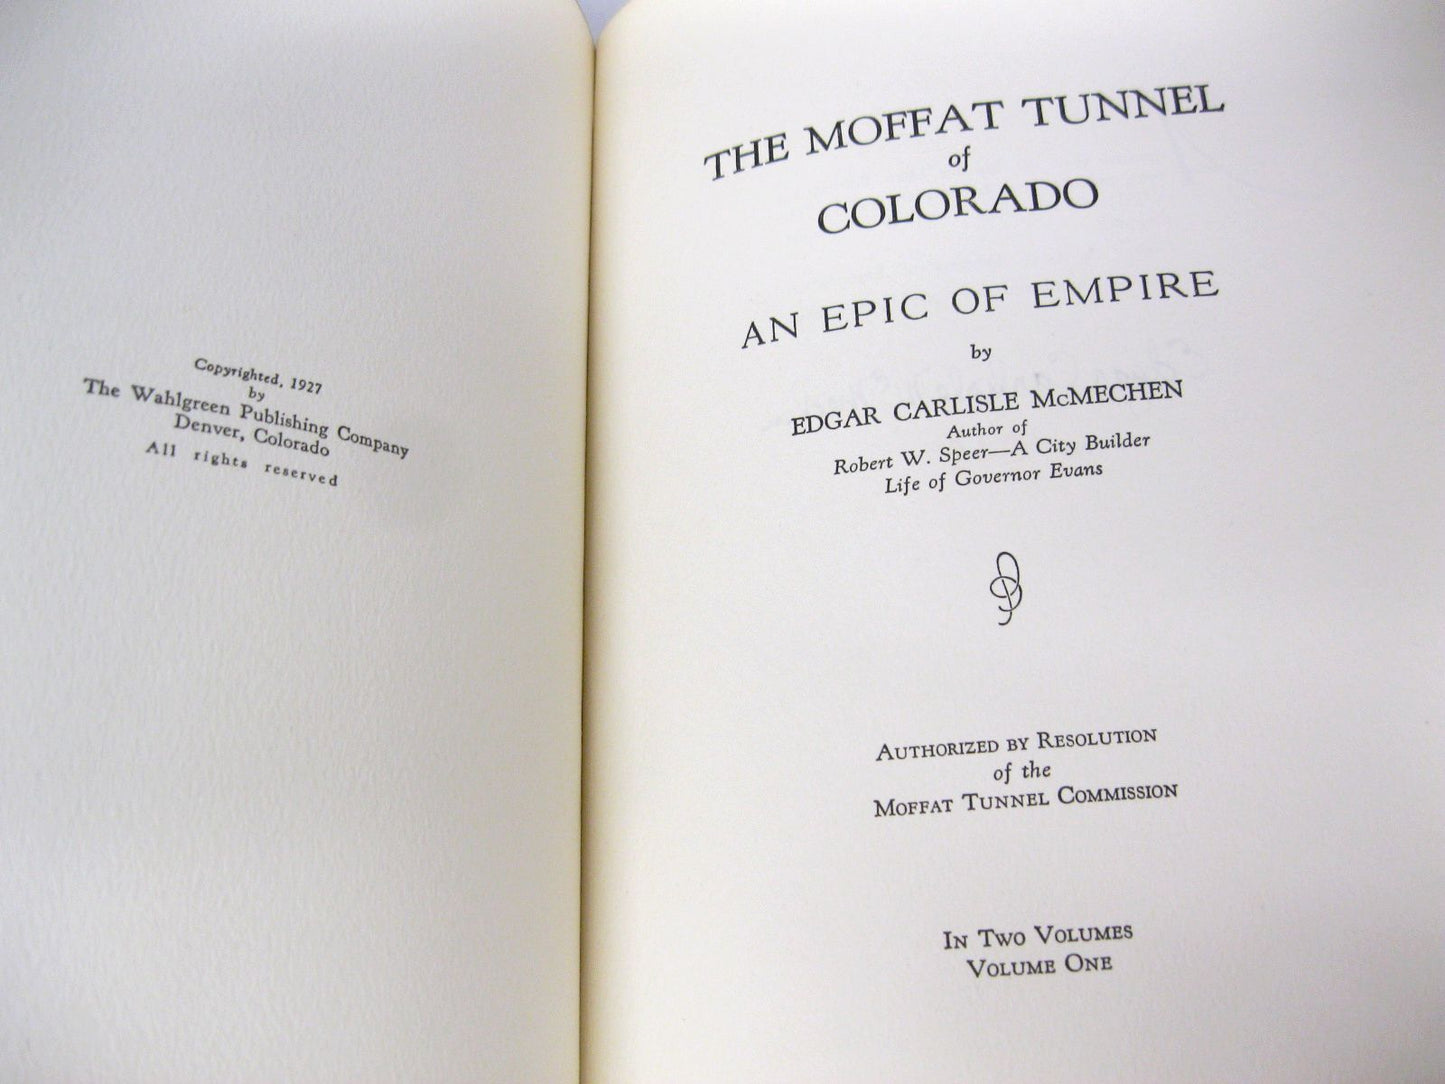 Copyrighted, 1927
by
The Wahlgreen Publishing Company
Denver, Colorado
All rights reserved
THE MOFFAT TUNNEL
of
COLORADO
AN EPIC OF EMPIRE
by
EDGAR CARLISLE McMECHEN
Author of
Robert W. Speer—A City Builder
Life of Governor Evans
AUTHORIZED BY RESOLUTION
of the
MOFFAT TUNNEL COMMISSION
IN TWO VOLUMES
VOLUME ONE